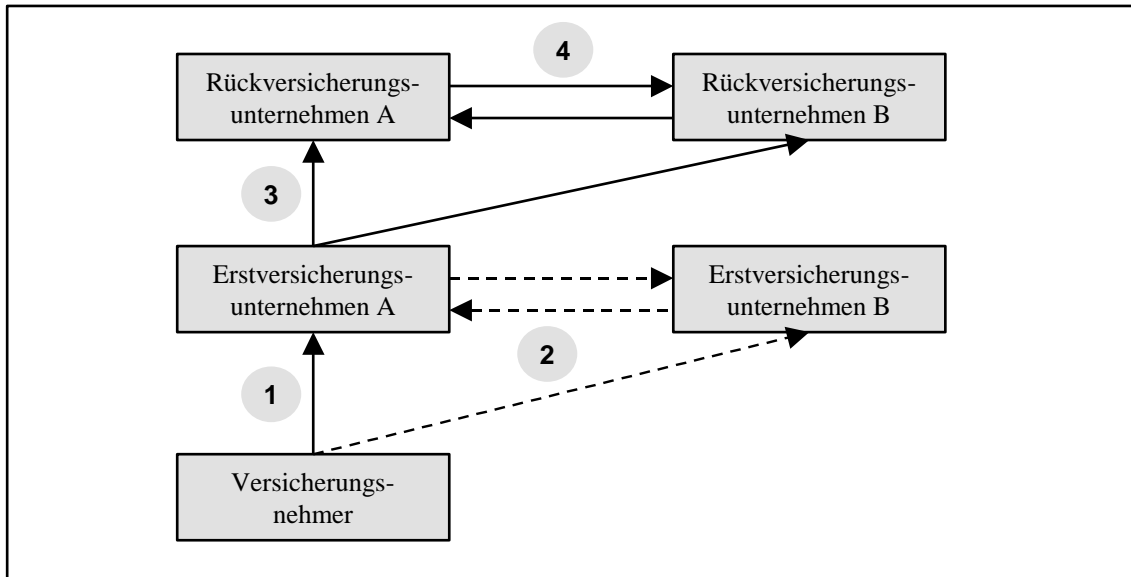 4
Rückversicherungs-
unternehmen A
Rückversicherungs-
unternehmen B
3
Erstversicherungs-
unternehmen A
Erstversicherungs-
unternehmen B
2
1
Versicherungs-
nehmer